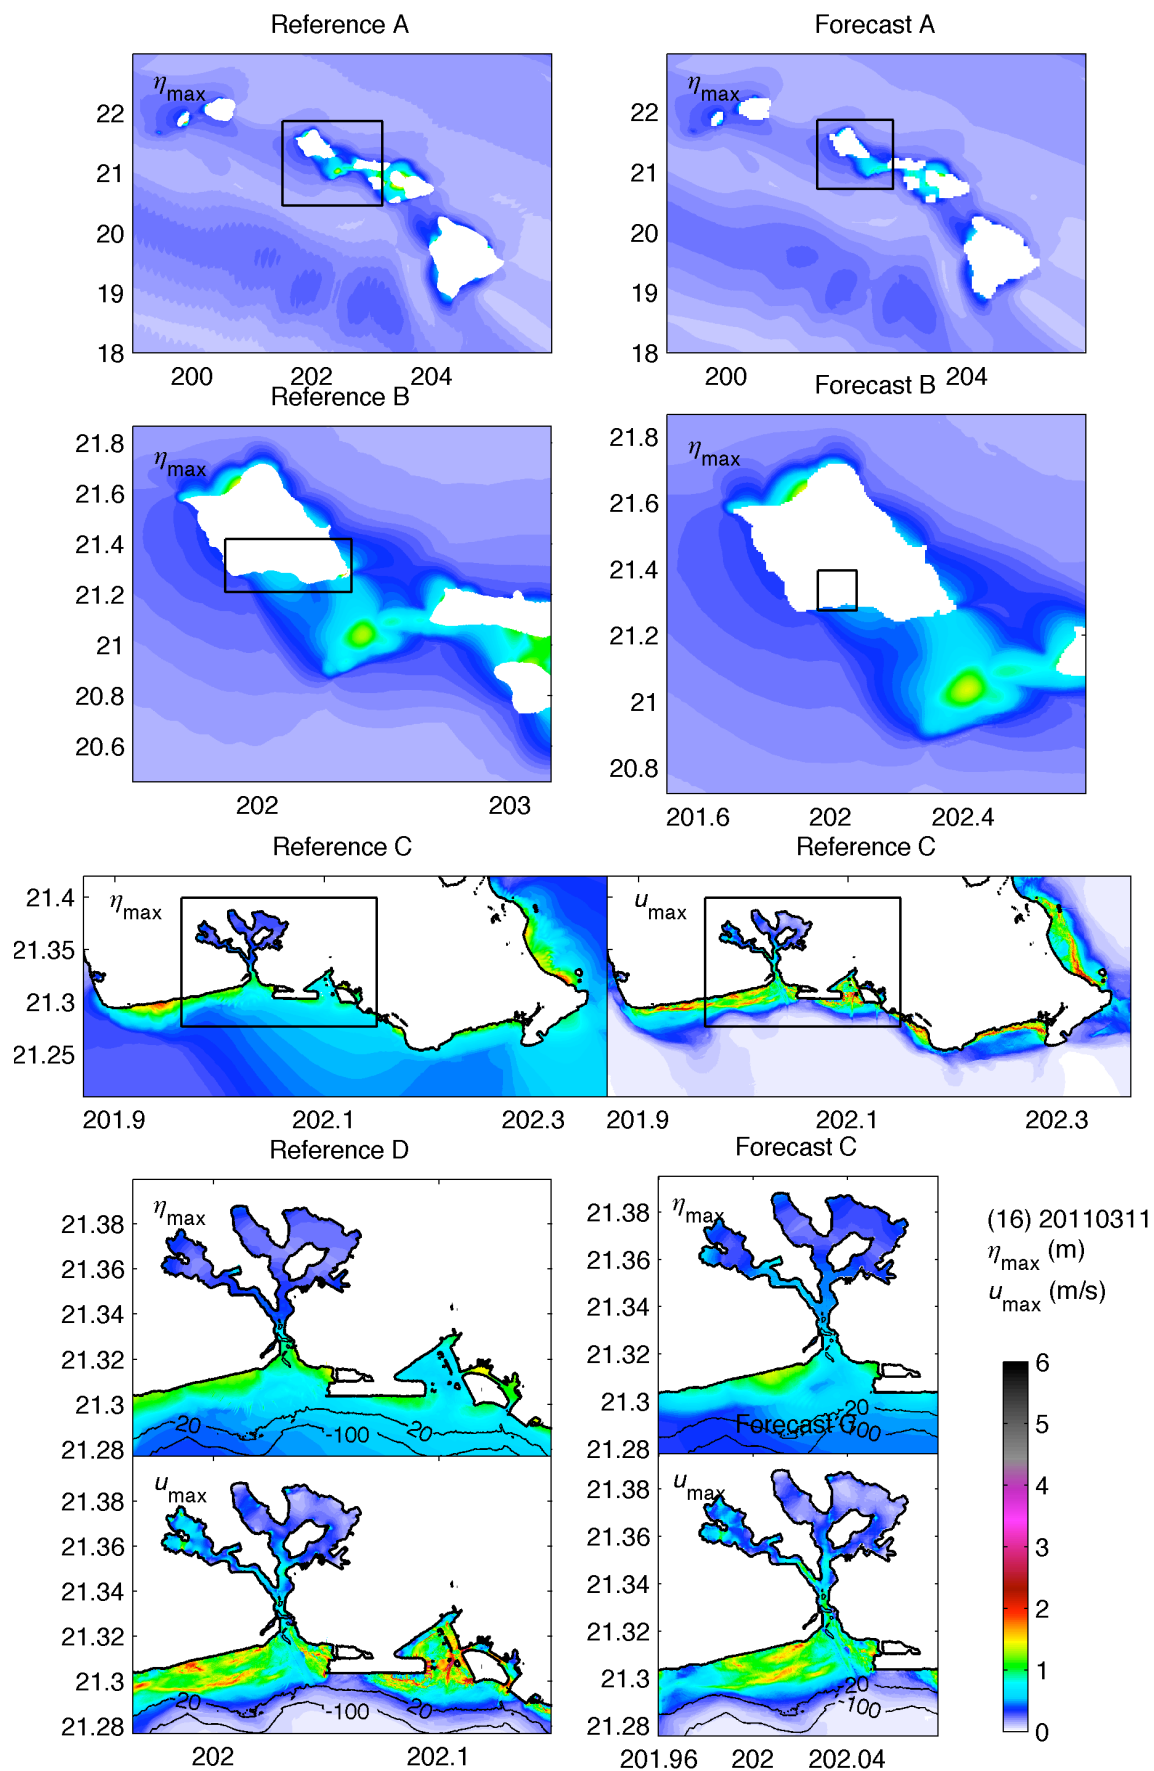 Reference A
Forecast A
ηmax
22
21
20
19
18
200 202 204
ηmax
22
21
20
19
18
200 204
Reference B
Forecast B
ηmax
21.8
21.6
21.4
21.2
21
20.8
20.6
202 203
ηmax
21.8
21.6
21.4
21.2
21
20.8
201.6 202 202.4
Reference C
Reference C
ηmax
umax
21.4
21.35
21.3
21.25
201.9 202.1 202.3
201.9 202.1 202.3
Reference D
Forecast C
ηmax
21.38
21.36
21.34
21.32
21.3
21.28
20 -100 20
ηmax
21.38
21.36
21.34
21.32
21.3
21.28
-20
-100
Forecast C
(16) 20110311
ηmax (m)
umax (m/s)
6
5
4
3
2
1
0
umax
21.38
21.36
21.34
21.32
21.3
21.28
20 -100 20
202 202.1
umax
21.38
21.36
21.34
21.32
21.3
21.28
-20
-100
201.96 202 202.04